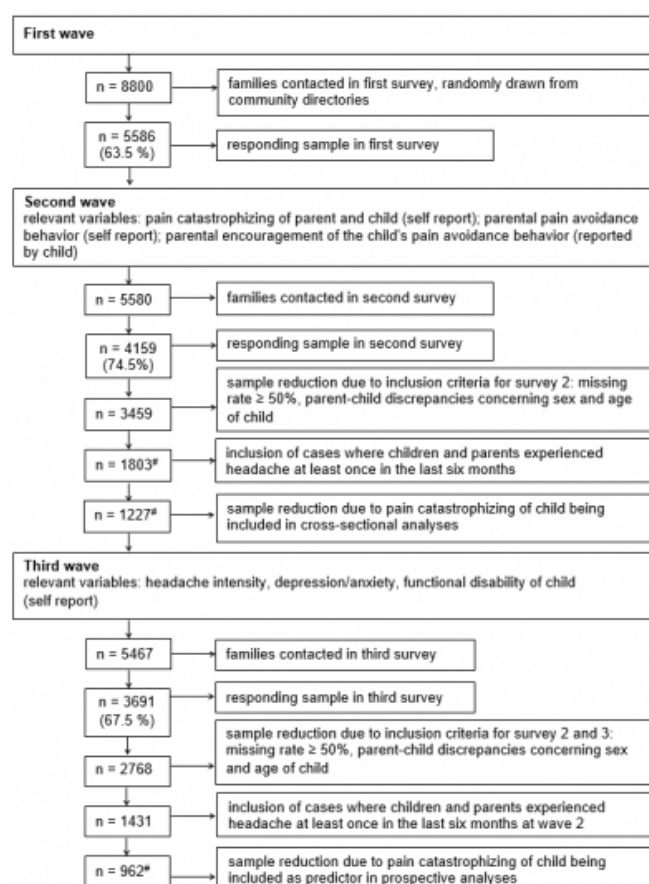 First wave
n = 8800
families contacted in first survey, randomly drawn from
community directories
n = 5586
(63.5 %)
responding sample in first survey
Second wave
relevant variables: pain catastrophizing of parent and child (self report); parental pain avoidance
behavior (self report); parental encouragement of the child's pain avoidance behavior (reported
by child)
n = 5580
families contacted in second survey
n = 4159
(74.5%)
responding sample in second survey
sample reduction due to inclusion criteria for survey 2: missing
rate ≥ 50%, parent-child discrepancies concerning sex and age
of child
n = 3459
n = 1803#
inclusion of cases where children and parents experienced
headache at least once in the last six months
n = 1227#
sample reduction due to pain catastrophizing of child being
included in cross-sectional analyses
Third wave
relevant variables: headache intensity, depression/anxiety, functional disability of child
(self report)
n = 5467
families contacted in third survey
n = 3691
(67.5 %)
responding sample in third survey
sample reduction due to inclusion criteria for survey 2 and 3:
missing rate ≥ 50%, parent-child discrepancies concerning sex
and age of child
n = 2768
n = 1431
inclusion of cases where children and parents experienced
headache at least once in the last six months at wave 2
n = 962#
sample reduction due to pain catastrophizing of child being
included as predictor in prospective analyses